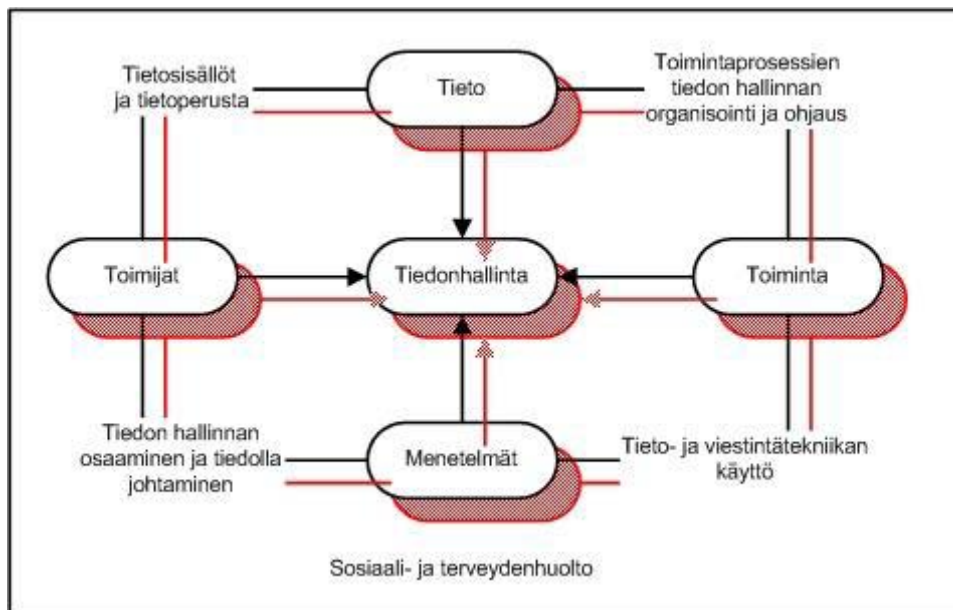 Tietosisällöt
ja tietoperusta
Tieto
Toimintaprosessien
tiedon hallinnan
organisointi ja ohjaus
Toimijat
Tiedonhallinta
Toiminta
Tiedon hallinnan
osaaminen ja tiedolla
johtaminen
Menetelmät
Tieto- ja viestintätekniikan
käyttö
Sosiaali- ja terveydenhuolto